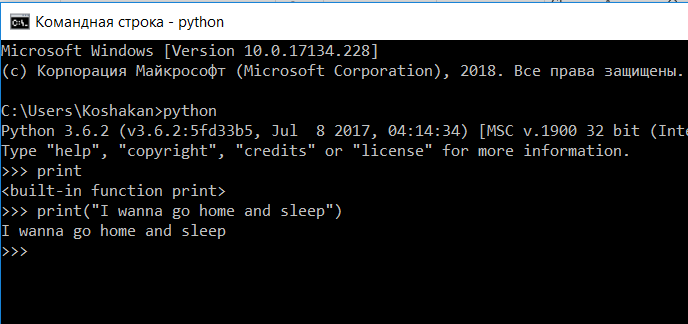 Командная строка - python
Microsoft Windows [Version 10.0.17134.228]
(c) Корпорация Майкрософт (Microsoft Corporation), 2018. Все права защищены.
C:\Users\Koshakan>python
Python 3.6.2 (v3.6.2:5fd33b5, Jul  8 2017, 04:14:34) [MSC v.1900 32 bit (Inte
Type "help", "copyright", "credits" or "license" for more information.
>>> print
<built-in function print>
>>> print("I wanna go home and sleep")
I wanna go home and sleep
>>>